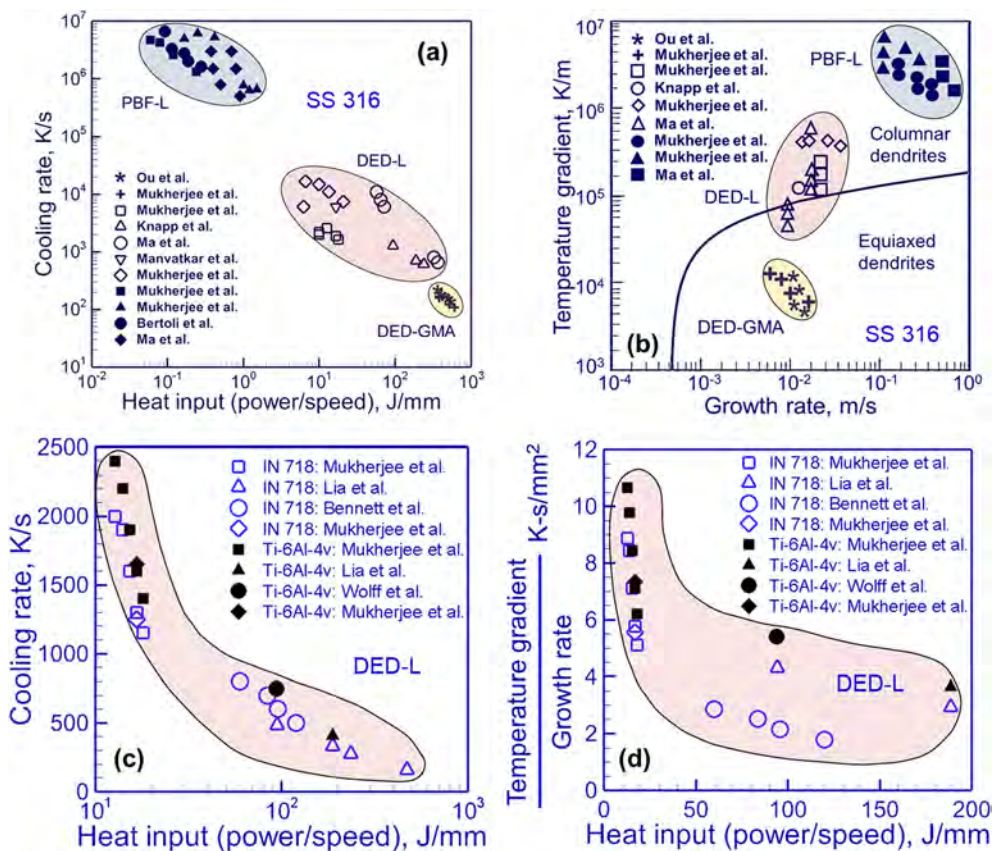 (a)
Cooling rate, K/s
10^7
10^6
10^5
10^4
10^3
10^2
10^1
PBF-L
SS 316
DED-L
DED-GMA
Ou et al.
Mukherjee et al.
Mukherjee et al.
Knapp et al.
Ma et al.
Manvatkar et al.
Mukherjee et al.
Mukherjee et al.
Mukherjee et al.
Bertoli et al.
Ma et al.
10^-2 10^-1 10^0 10^1 10^2 10^3
Heat input (power/speed), J/mm
(b)
Temperature gradient, K/m
10^7
10^6
10^5
10^4
10^3
Ou et al.
Mukherjee et al.
Mukherjee et al.
Knapp et al.
Mukherjee et al.
Ma et al.
Mukherjee et al.
Mukherjee et al.
Ma et al.
PBF-L
Columnar
dendrites
DED-L
Equiaxed
dendrites
DED-GMA
SS 316
10^-4 10^-3 10^-2 10^-1 10^0
Growth rate, m/s
(c)
Cooling rate, K/s
2500
2000
1500
1000
500
0
IN 718: Mukherjee et al.
IN 718: Lia et al.
IN 718: Bennett et al.
IN 718: Mukherjee et al.
Ti-6Al-4v: Mukherjee et al.
Ti-6Al-4v: Lia et al.
Ti-6Al-4v: Wolff et al.
Ti-6Al-4v: Mukherjee et al.
DED-L
10^1 10^2 10^3
Heat input (power/speed), J/mm
(d)
Temperature gradient
Growth rate
K-s/mm^2
12
10
8
6
4
2
0
IN 718: Mukherjee et al.
IN 718: Lia et al.
IN 718: Bennett et al.
IN 718: Mukherjee et al.
Ti-6Al-4v: Mukherjee et al.
Ti-6Al-4v: Lia et al.
Ti-6Al-4v: Wolff et al.
Ti-6Al-4v: Mukherjee et al.
DED-L
0 50 100 150 200
Heat input (power/speed), J/mm